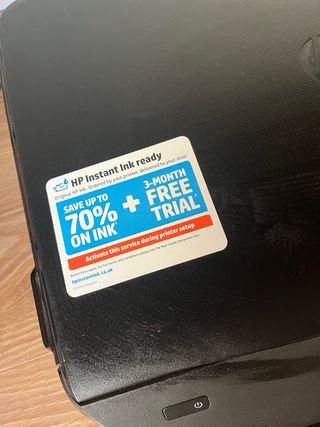 HP Instant Ink ready
Original HP Ink. Ordered by your printer, delivered to your door*
SAVE UP TO
70%
ON INK*
+
3-MONTH
FREE
TRIAL
Activate this service during printer setup
hpinstantink.co.uk